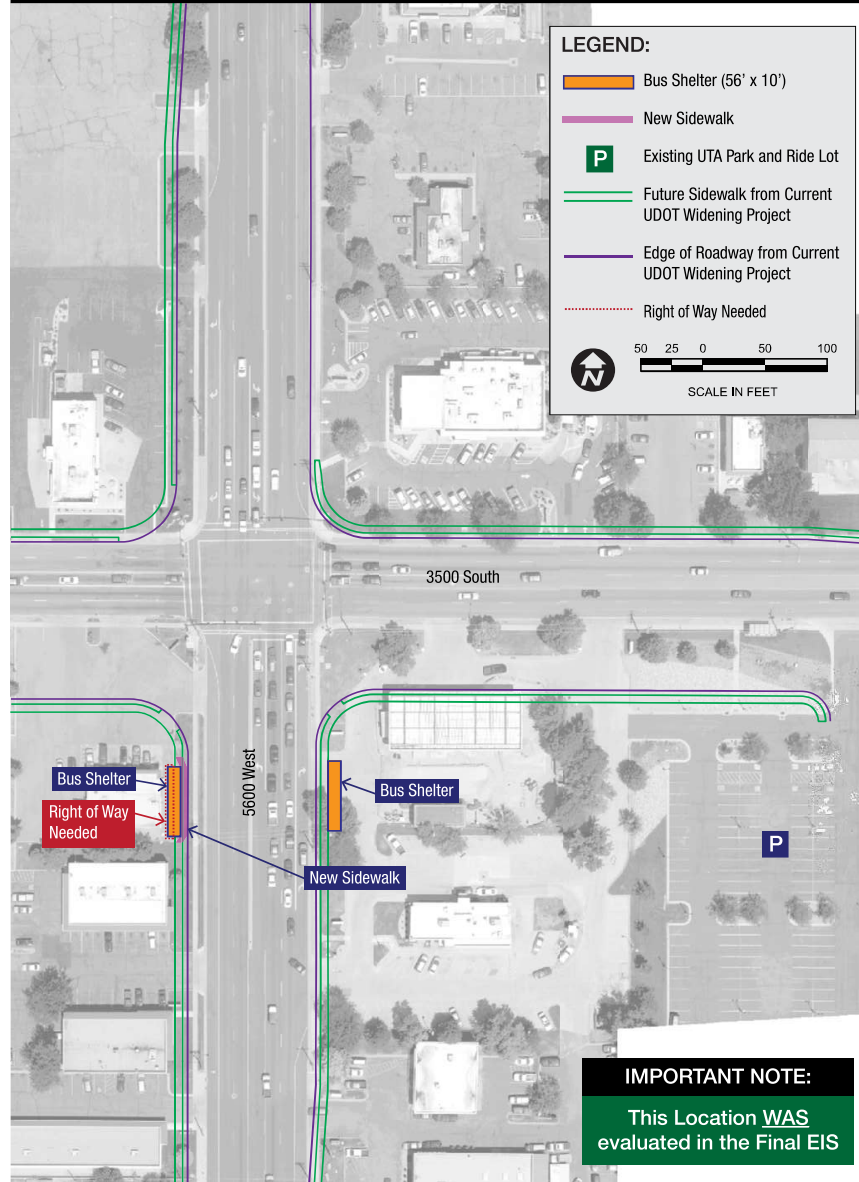 LEGEND:
Bus Shelter (56’ x 10’)
New Sidewalk
P
Existing UTA Park and Ride Lot
Future Sidewalk from Current
UDOT Widening Project
Edge of Roadway from Current
UDOT Widening Project
Right of Way Needed
N
50 25 0 50 100
SCALE IN FEET
3500 South
5600 West
Bus Shelter
Right of Way
Needed
Bus Shelter
New Sidewalk
P
IMPORTANT NOTE:
This Location WAS
evaluated in the Final EIS